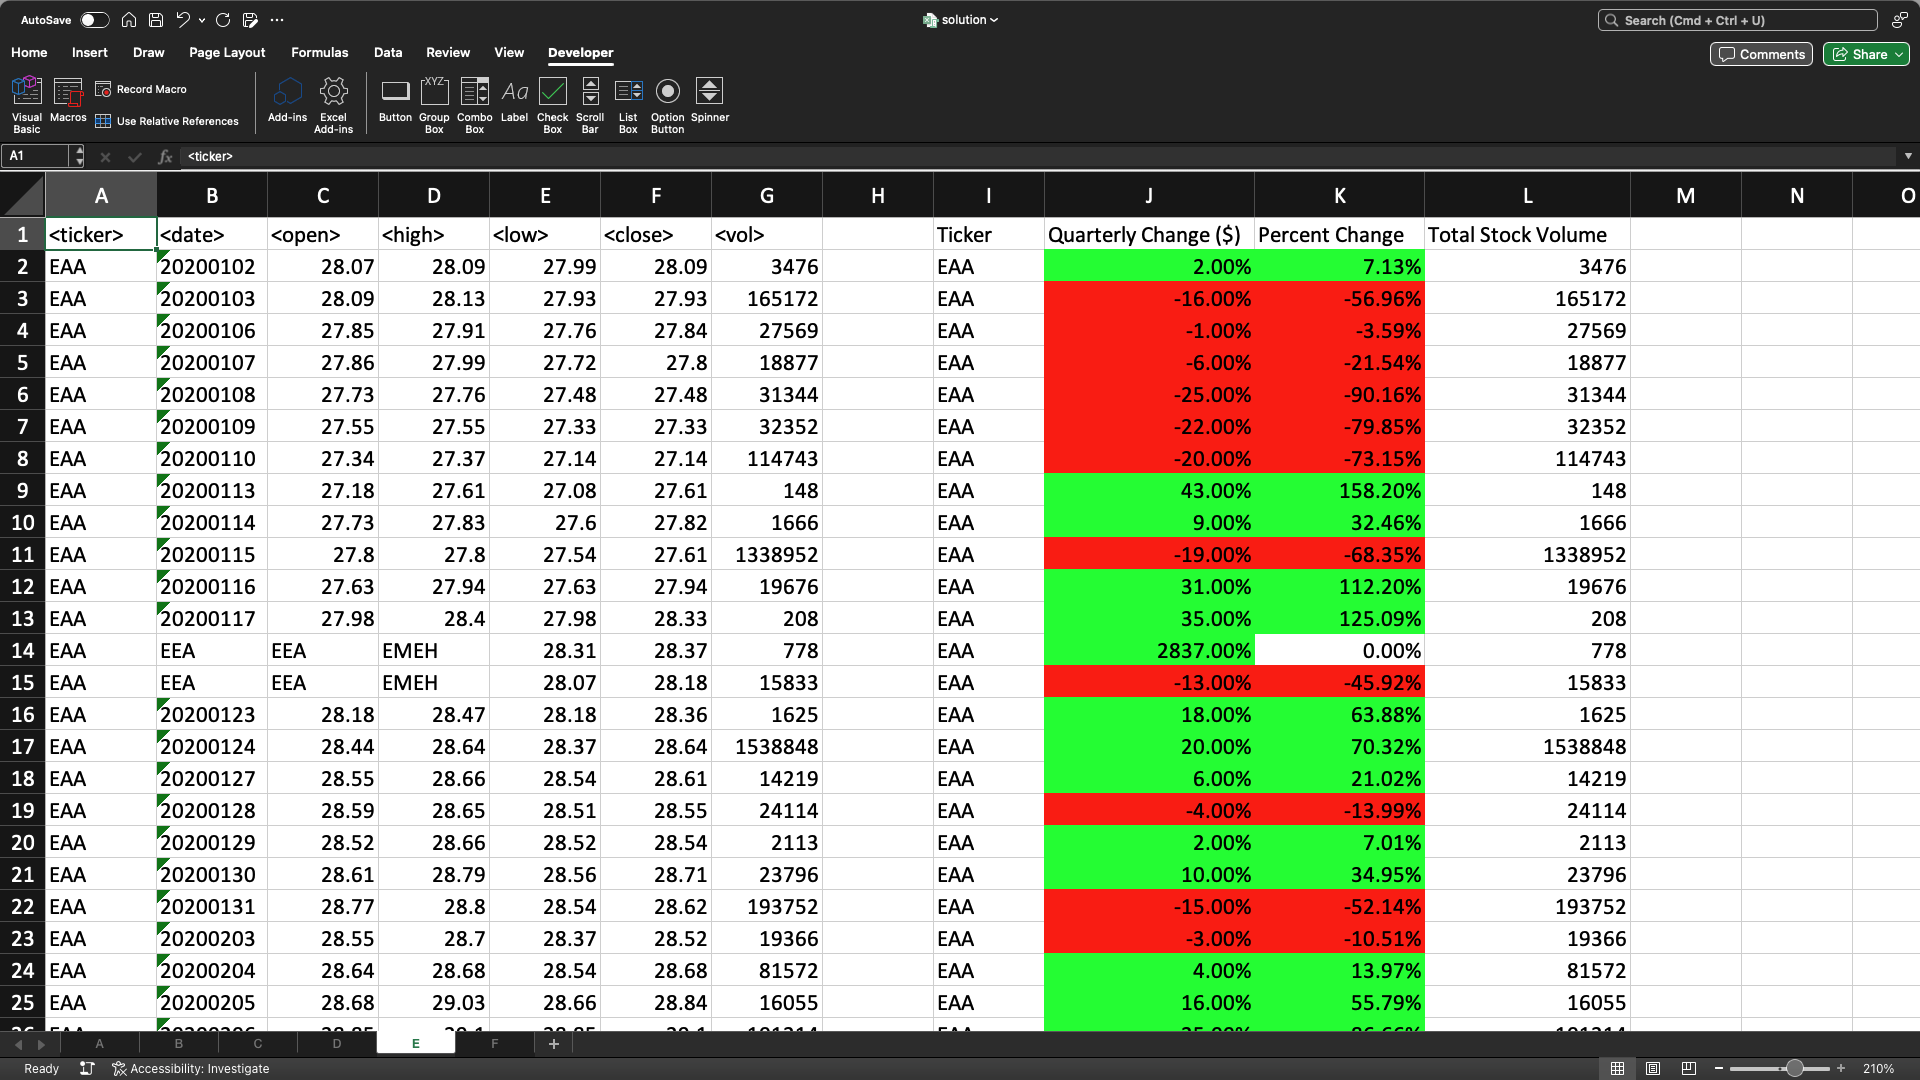 AutoSave
solution
Search (Cmd + Ctrl + U)
Home Insert Draw Page Layout Formulas Data Review View Developer
Comments Share
Visual Basic Macros Record Macro Use Relative References Add-ins Excel Add-ins Button Group Box Combo Box Label Check Box Scroll Bar List Box Option Button Spinner
A1 fx <ticker>
A B C D E F G H I J K L M N O
1 <ticker> <date> <open> <high> <low> <close> <vol> Ticker Quarterly Change ($) Percent Change Total Stock Volume
2 EAA 20200102 28.07 28.09 27.99 28.09 3476 EAA 2.00% 7.13% 3476
3 EAA 20200103 28.09 28.13 27.93 27.93 165172 EAA -16.00% -56.96% 165172
4 EAA 20200106 27.85 27.91 27.76 27.84 27569 EAA -1.00% -3.59% 27569
5 EAA 20200107 27.86 27.99 27.72 27.8 18877 EAA -6.00% -21.54% 18877
6 EAA 20200108 27.73 27.76 27.48 27.48 31344 EAA -25.00% -90.16% 31344
7 EAA 20200109 27.55 27.55 27.33 27.33 32352 EAA -22.00% -79.85% 32352
8 EAA 20200110 27.34 27.37 27.14 27.14 114743 EAA -20.00% -73.15% 114743
9 EAA 20200113 27.18 27.61 27.08 27.61 148 EAA 43.00% 158.20% 148
10 EAA 20200114 27.73 27.83 27.6 27.82 1666 EAA 9.00% 32.46% 1666
11 EAA 20200115 27.8 27.8 27.54 27.61 1338952 EAA -19.00% -68.35% 1338952
12 EAA 20200116 27.63 27.94 27.63 27.94 19676 EAA 31.00% 112.20% 19676
13 EAA 20200117 27.98 28.4 27.98 28.33 208 EAA 35.00% 125.09% 208
14 EAA EEA EEA EMEH 28.31 28.37 778 EAA 2837.00% 0.00% 778
15 EAA EEA EEA EMEH 28.07 28.18 15833 EAA -13.00% -45.92% 15833
16 EAA 20200123 28.18 28.47 28.18 28.36 1625 EAA 18.00% 63.88% 1625
17 EAA 20200124 28.44 28.64 28.37 28.64 1538848 EAA 20.00% 70.32% 1538848
18 EAA 20200127 28.55 28.66 28.54 28.61 14219 EAA 6.00% 21.02% 14219
19 EAA 20200128 28.59 28.65 28.51 28.55 24114 EAA -4.00% -13.99% 24114
20 EAA 20200129 28.52 28.66 28.52 28.54 2113 EAA 2.00% 7.01% 2113
21 EAA 20200130 28.61 28.79 28.56 28.71 23796 EAA 10.00% 34.95% 23796
22 EAA 20200131 28.77 28.8 28.54 28.62 193752 EAA -15.00% -52.14% 193752
23 EAA 20200203 28.55 28.7 28.37 28.52 19366 EAA -3.00% -10.51% 19366
24 EAA 20200204 28.64 28.68 28.54 28.68 81572 EAA 4.00% 13.97% 81572
25 EAA 20200205 28.68 29.03 28.66 28.84 16055 EAA 16.00% 55.79% 16055
A B C D E F +
Ready Accessibility: Investigate 210%